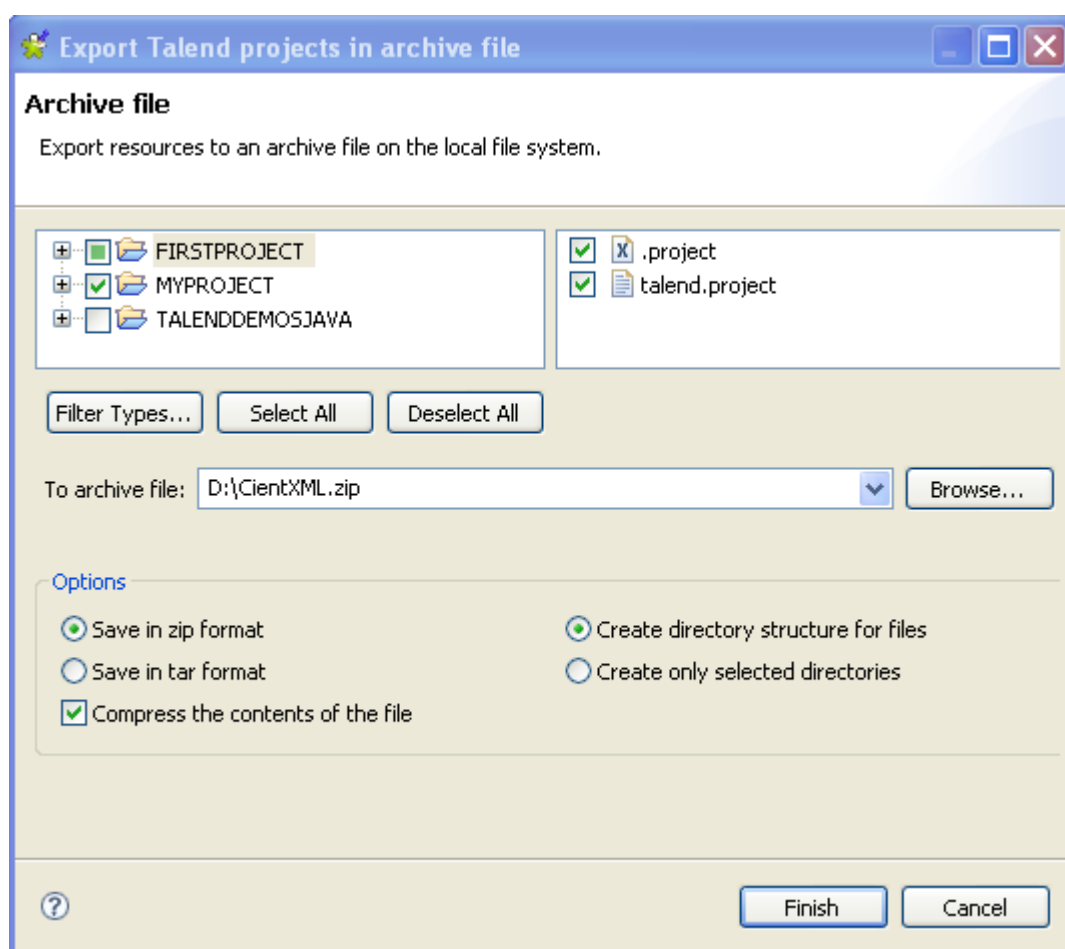 Export Talend projects in archive file
Archive file
Export resources to an archive file on the local file system.
FIRSTPROJECT
MYPROJECT
TALENDDEMOSJAVA
.project
talend.project
Filter Types... Select All Deselect All
To archive file: D:\CientXML.zip Browse...
Options
Save in zip format Create directory structure for files
Save in tar format Create only selected directories
Compress the contents of the file
Finish Cancel